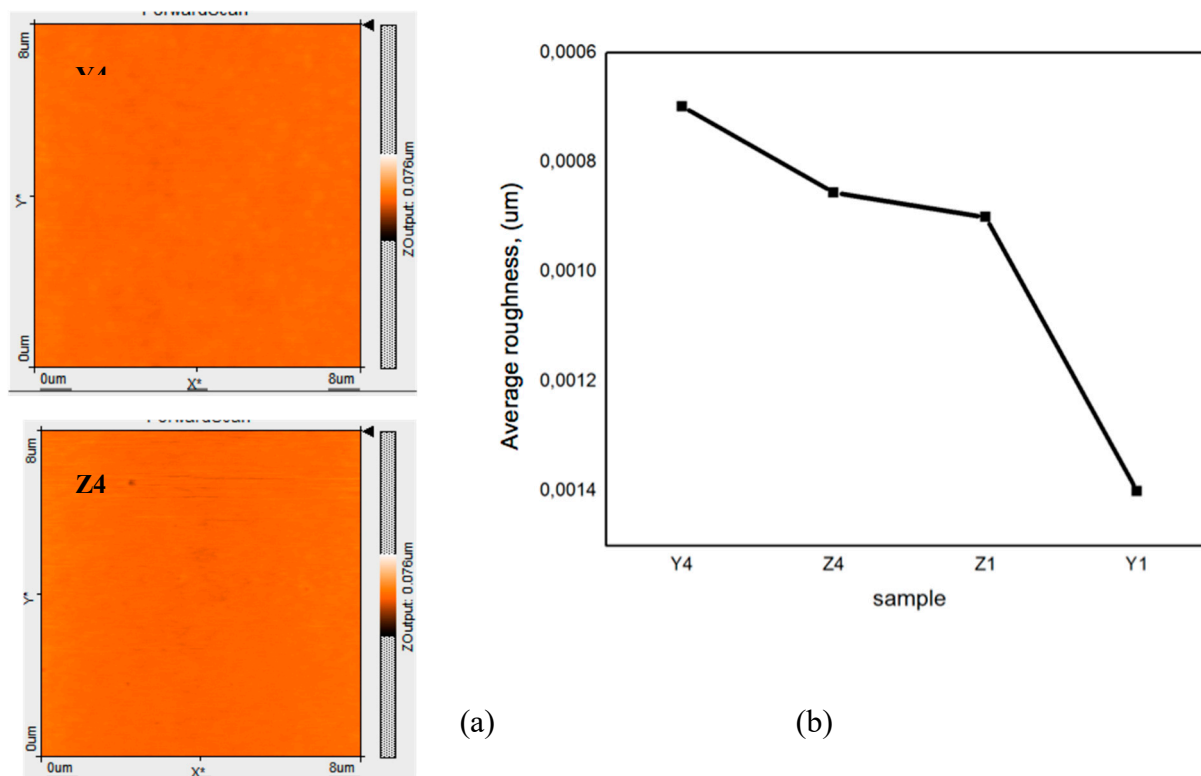 8um
Y*
0um
0um
X*
8um
ZOutput: 0.076um
8um
Z4
Y*
0um
0um
X*
8um
ZOutput: 0.076um
(a)
0,0006
0,0008
0,0010
0,0012
0,0014
Average roughness, (um)
Y4
Z4
Z1
Y1
sample
(b)